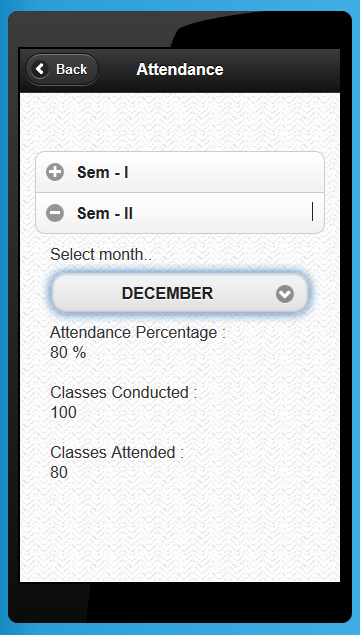 Back
Attendance
Sem - I
Sem - II
Select month..
DECEMBER
Attendance Percentage :
80 %
Classes Conducted :
100
Classes Attended :
80